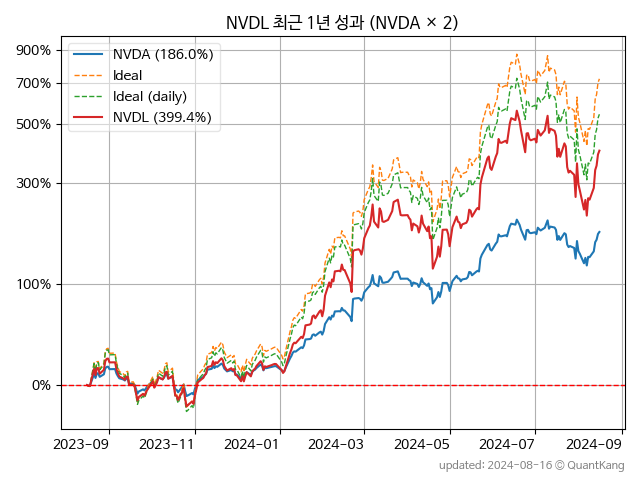 NVDL 최근 1년 성과 (NVDA × 2)
900%
700%
500%
300%
100%
0%
NVDA (186.0%)
Ideal
Ideal (daily)
NVDL (399.4%)
2023-09 2023-11 2024-01 2024-03 2024-05 2024-07 2024-09
updated: 2024-08-16 © QuantKang